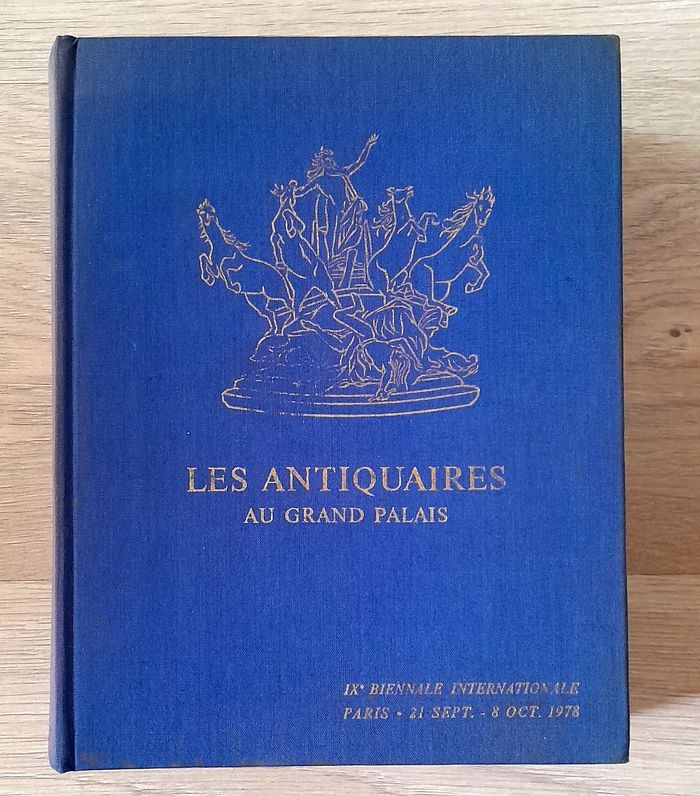 LES ANTIQUAIRES
AU GRAND PALAIS
IXᵉ BIENNALE INTERNATIONALE
PARIS • 21 SEPT. - 8 OCT. 1978